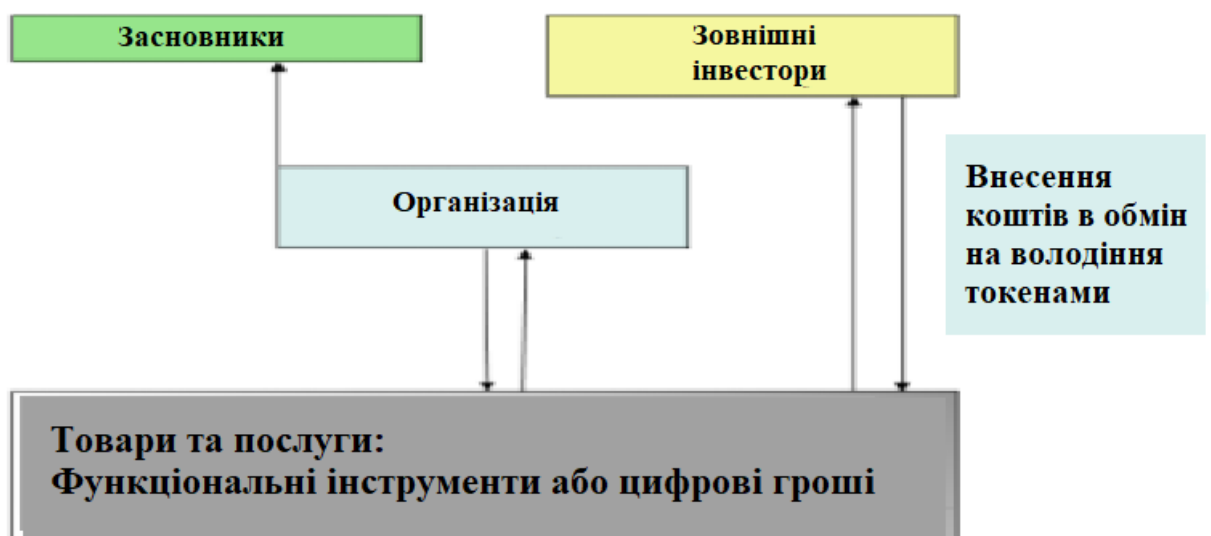 Засновники
Зовнішні
інвестори
Організація
Внесення
коштів в обмін
на володіння
токенами
Товари та послуги:
Функціональні інструменти або цифрові гроші